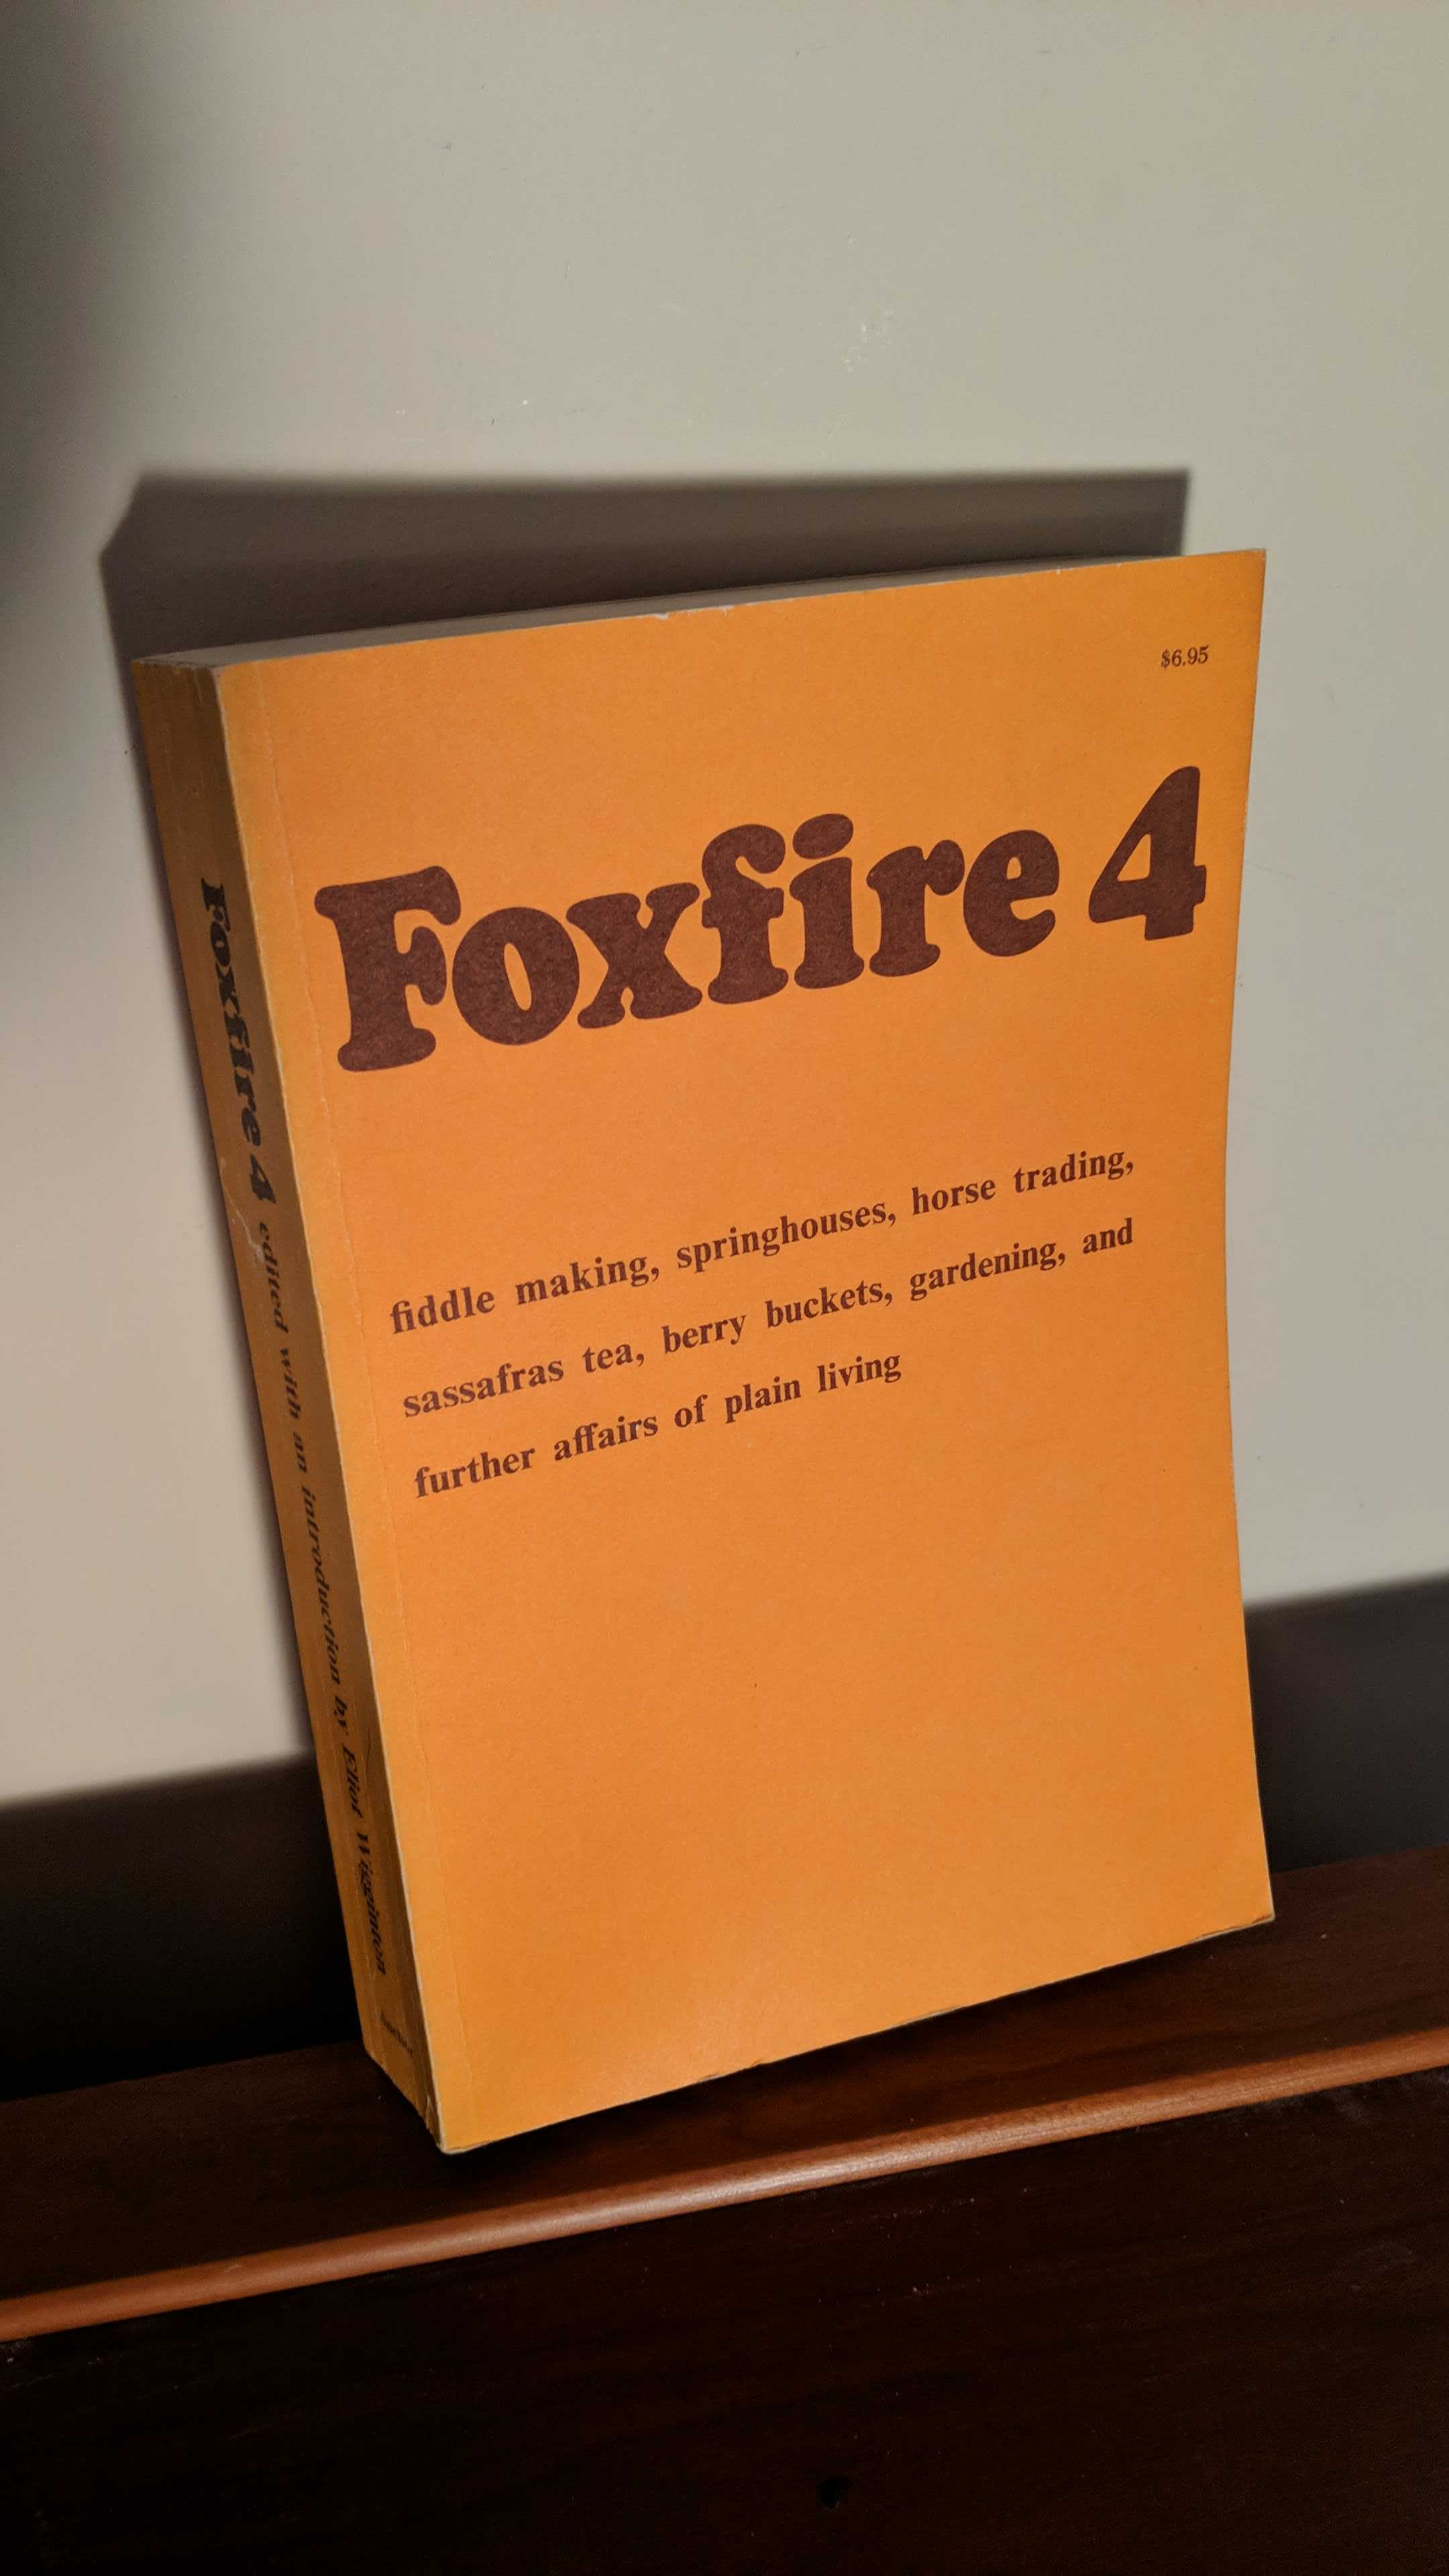 $6.95
Foxfire 4
fiddle making, springhouses, horse trading,
sassafras tea, berry buckets, gardening, and
further affairs of plain living
Foxfire 4 edited with an introduction by Eliot Wigginton